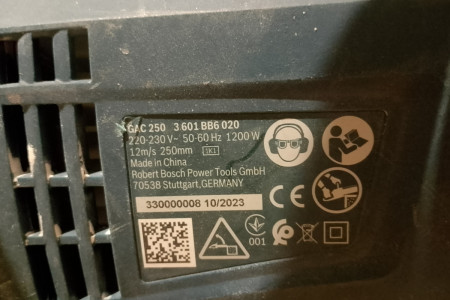 GAC 250 3 601 BB6 020
220-230 V~ 50-60 Hz 1200 W
12m/s 250mm
Made in China
Robert Bosch Power Tools GmbH
70538 Stuttgart, GERMANY
330000008 10/2023
CE
001